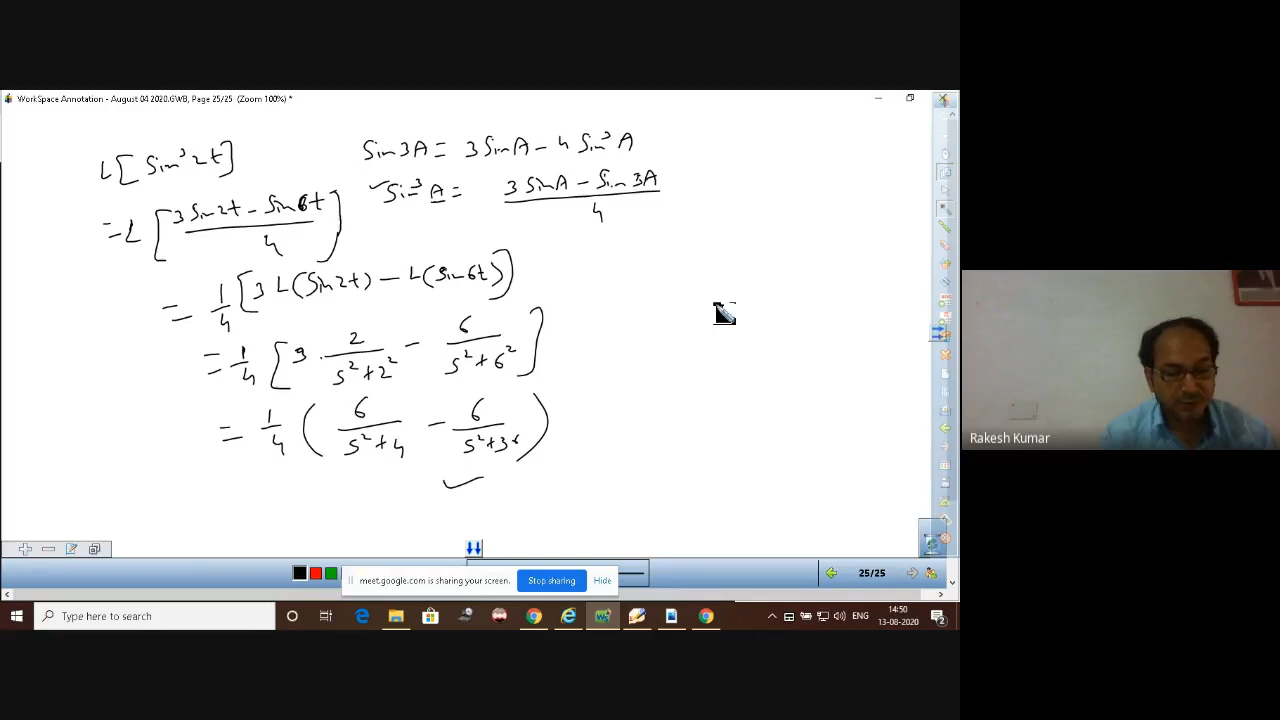 WorkSpace Annotation - August 04 2020.GWB, Page 25/25 (Zoom 100%) *
L[Sin³2t]
Sin3A = 3SinA - 4Sin³A
= L[3Sin2t - Sin6t / 4]
Sin³A = 3SinA - Sin3A / 4
= 1/4 [3 L(Sin2t) - L(Sin6t)]
= 1/4 [3 . 2/s²+2² - 6/s²+6²]
= 1/4 (6/s²+4 - 6/s²+36)
Rakesh Kumar
meet.google.com is sharing your screen.
Stop sharing
Hide
25/25
Type here to search
ENG
14:50
13-08-2020
2